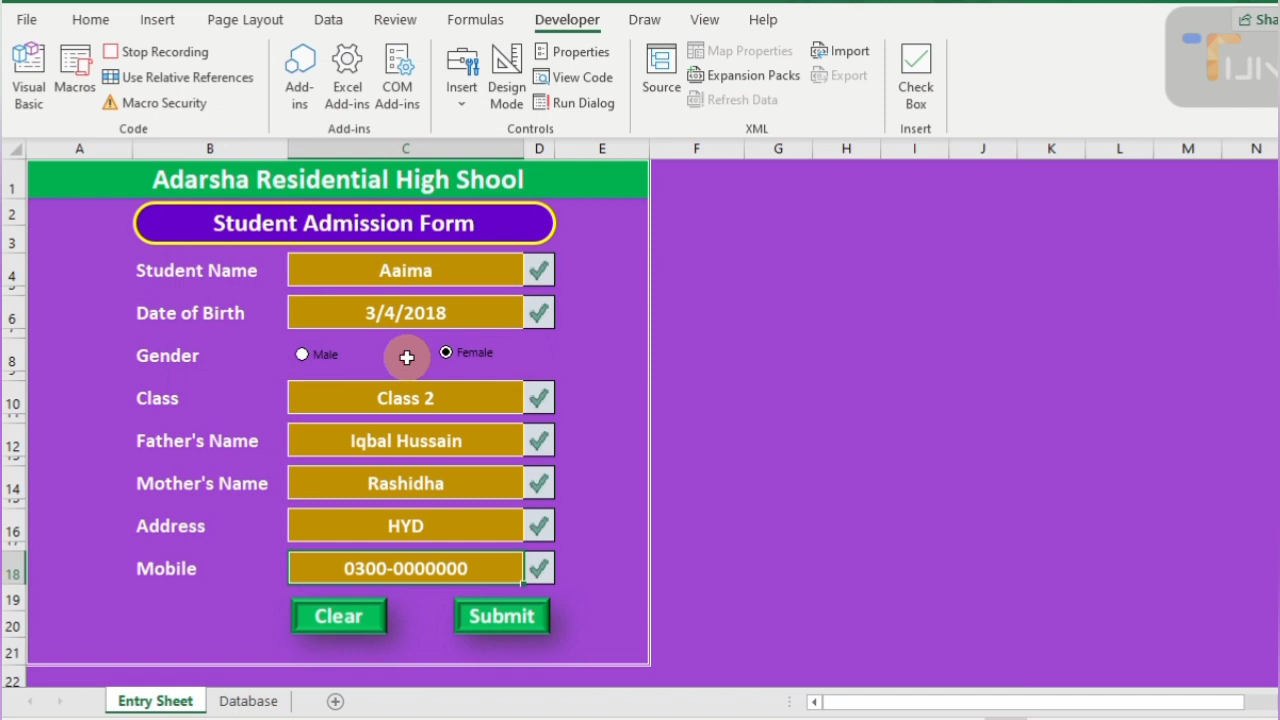 File Home Insert Page Layout Data Review Formulas Developer Draw View Help Sha
Visual Basic
Macros
Stop Recording
Use Relative References
Macro Security
Code
Add-ins
Excel Add-ins
COM Add-ins
Add-ins
Insert
Design Mode
Properties
View Code
Run Dialog
Controls
Source
Map Properties
Expansion Packs
Refresh Data
Import
Export
XML
Check Box
Insert
A B C D E F G H I J K L M N
1 Adarsha Residential High Shool
2 Student Admission Form
3
4 Student Name Aaima
6 Date of Birth 3/4/2018
8 Gender Male Female
10 Class Class 2
12 Father's Name Iqbal Hussain
14 Mother's Name Rashidha
16 Address HYD
18 Mobile 0300-0000000
19
20 Clear Submit
21
22
Entry Sheet Database